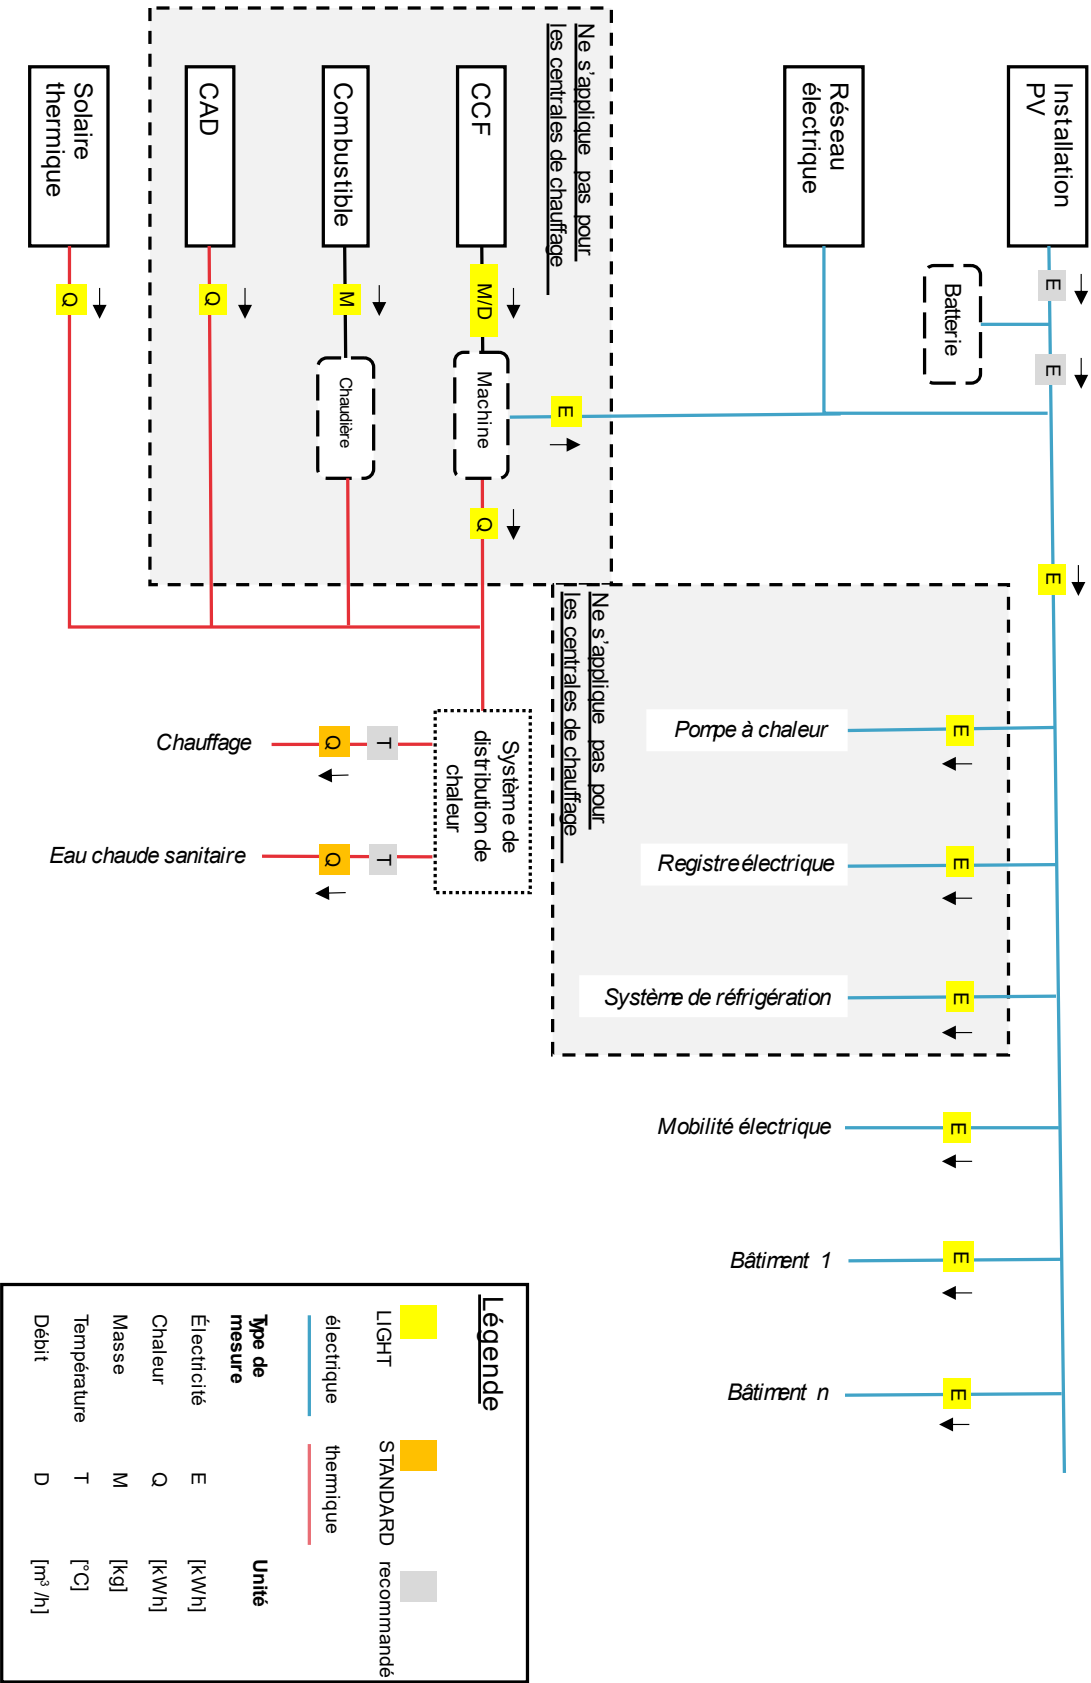 Installation
PV
E
E
Batterie
Réseau
électrique
E
Ne s'applique pas pour
les centrales de chauffage
CCF
M/D
Machine
E
Q
Combustible
M
Chaudière
CAD
Q
Solaire
thermique
Q
Ne s'applique pas pour
les centrales de chauffage
Pompe à chaleur
E
Registre électrique
E
Système de réfrigération
E
Mobilité électrique
E
Bâtiment 1
E
Bâtiment n
E
Système de
distribution de
chaleur
Chauffage
Q
T
Eau chaude sanitaire
Q
T
Légende
LIGHT
STANDARD
recommandé
électrique
thermique
Type de
mesure
Unité
Électricité E [kWh]
Chaleur Q [kWh]
Masse M [kg]
Température T [°C]
Débit D [m³/h]